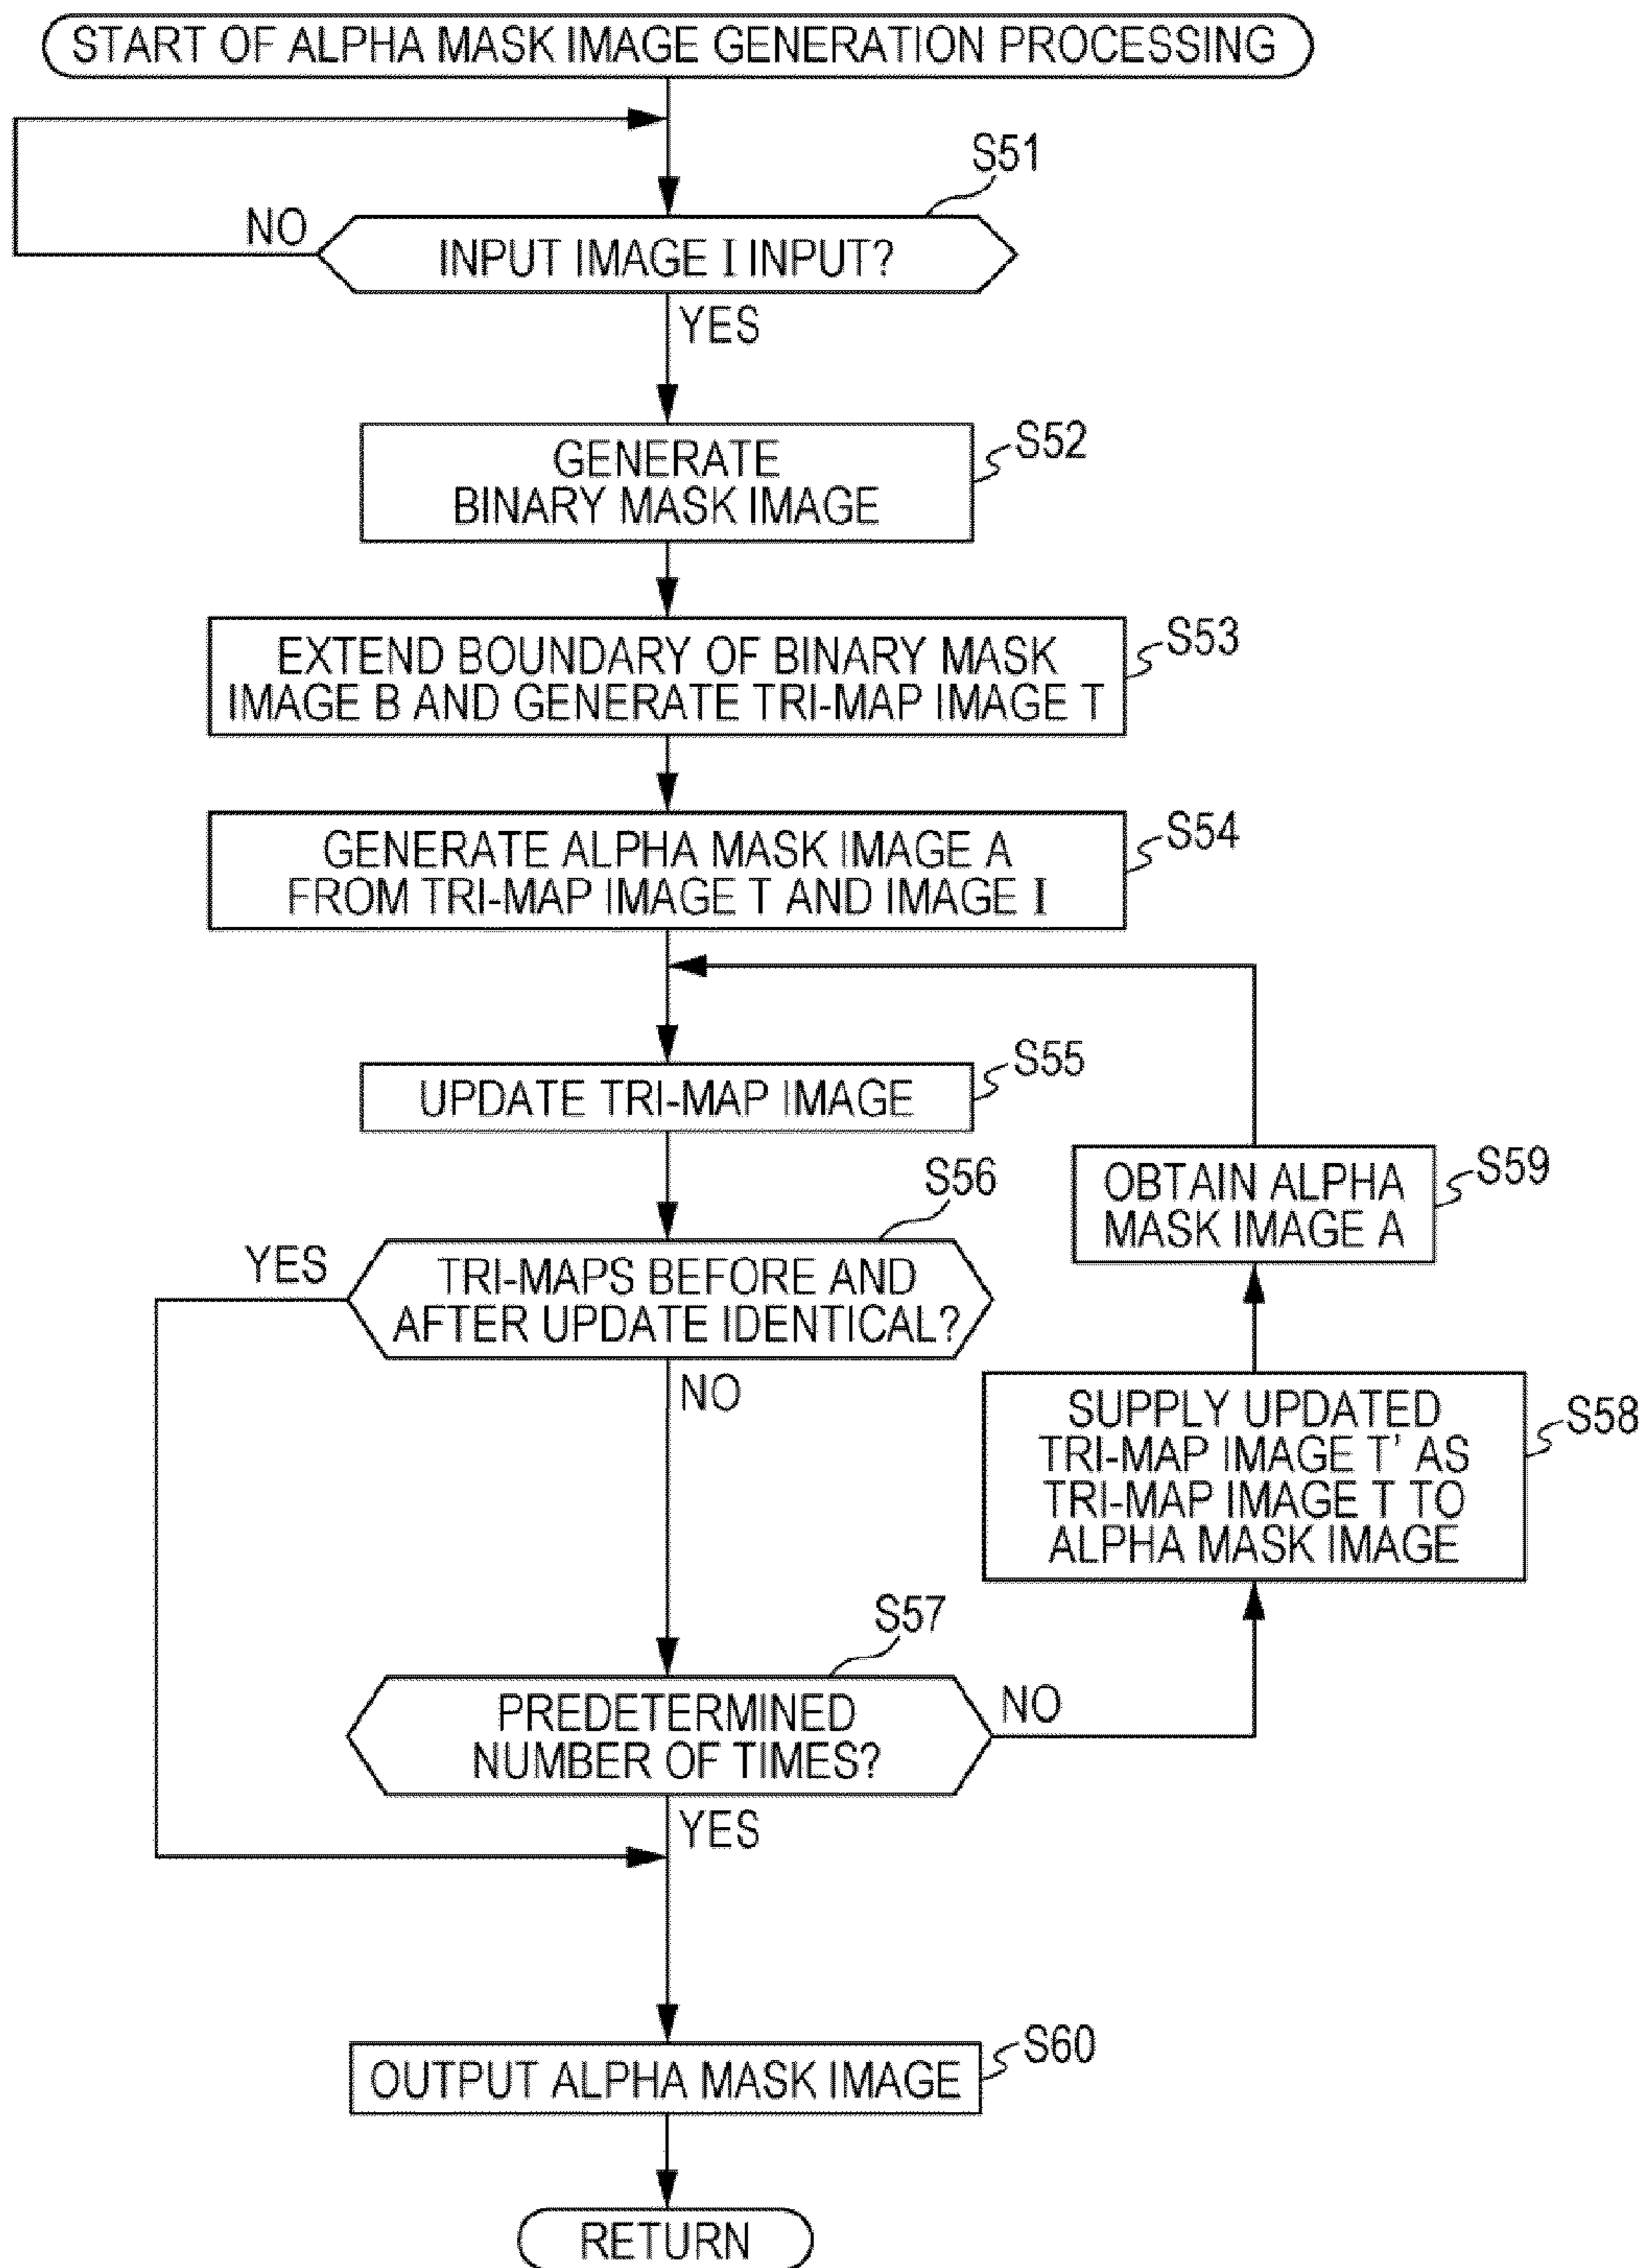 START OF ALPHA MASK IMAGE GENERATION PROCESSING
S51
NO
INPUT IMAGE I INPUT?
YES
S52
GENERATE
BINARY MASK IMAGE
S53
EXTEND BOUNDARY OF BINARY MASK
IMAGE B AND GENERATE TRI-MAP IMAGE T
S54
GENERATE ALPHA MASK IMAGE A
FROM TRI-MAP IMAGE T AND IMAGE I
S55
UPDATE TRI-MAP IMAGE
S56
YES
TRI-MAPS BEFORE AND
AFTER UPDATE IDENTICAL?
NO
S57
PREDETERMINED
NUMBER OF TIMES?
NO
YES
S58
SUPPLY UPDATED
TRI-MAP IMAGE T' AS
TRI-MAP IMAGE T TO
ALPHA MASK IMAGE
S59
OBTAIN ALPHA
MASK IMAGE A
S60
OUTPUT ALPHA MASK IMAGE
RETURN